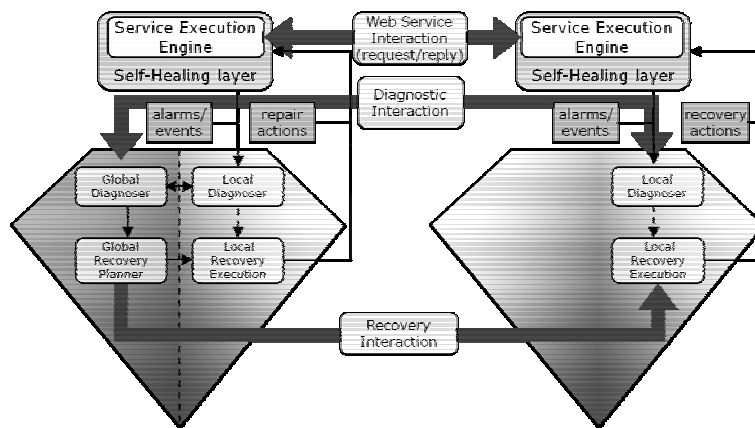 Service Execution
Engine
Self-Healing layer
Web Service
Interaction
(request/reply)
Service Execution
Engine
Self-Healing layer
Diagnostic
Interaction
alarms/
events
repair
actions
alarms/
events
recovery
actions
Global
Diagnoser
Local
Diagnoser
Local
Diagnoser
Global
Recovery
Planner
Local
Recovery
Execution
Local
Recovery
Execution
Recovery
Interaction